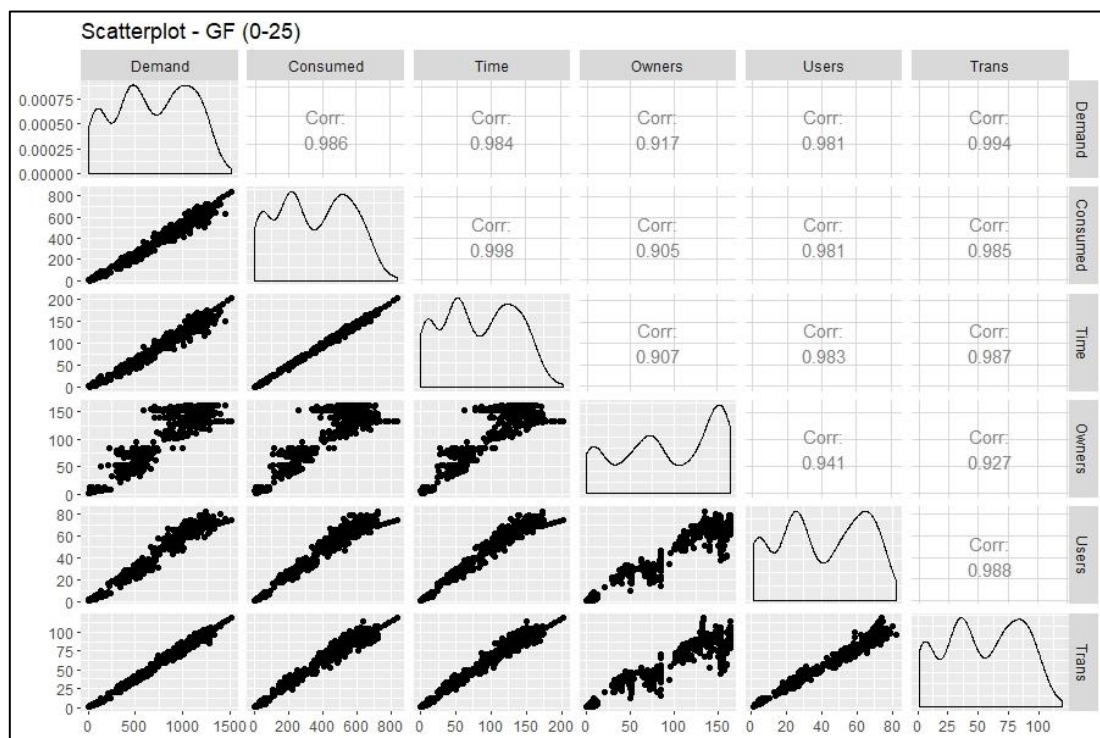 Scatterplot - GF (0-25)
Demand Consumed Time Owners Users Trans
0.00075
0.00050
0.00025
0.00000
Corr:
0.986
Corr:
0.984
Corr:
0.917
Corr:
0.981
Corr:
0.994
Demand
800
600
400
200
0
Corr:
0.998
Corr:
0.905
Corr:
0.981
Corr:
0.985
Consumed
200
150
100
50
0
Corr:
0.907
Corr:
0.983
Corr:
0.987
Time
150
100
50
0
Corr:
0.941
Corr:
0.927
Owners
80
60
40
20
0
Corr:
0.988
Users
100
75
50
25
0
Trans
0 500 1000 1500 0 200 400 600 800 0 50 100 150 200 0 50 100 150 0 20 40 60 80 0 25 50 75 100